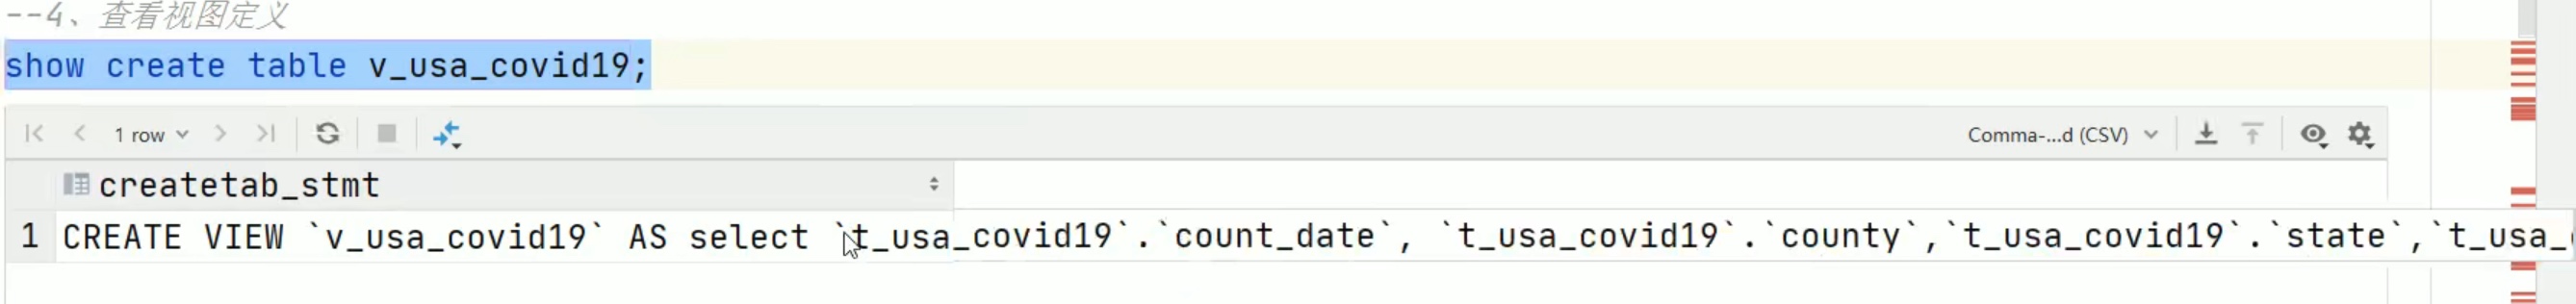 --4、查看视图定义
show create table v_usa_covid19;
1 row
Comma-...d (CSV)
createtab_stmt
1 CREATE VIEW `v_usa_covid19` AS select `t_usa_covid19`.`count_date`, `t_usa_covid19`.`county`,`t_usa_covid19`.`state`,`t_usa_